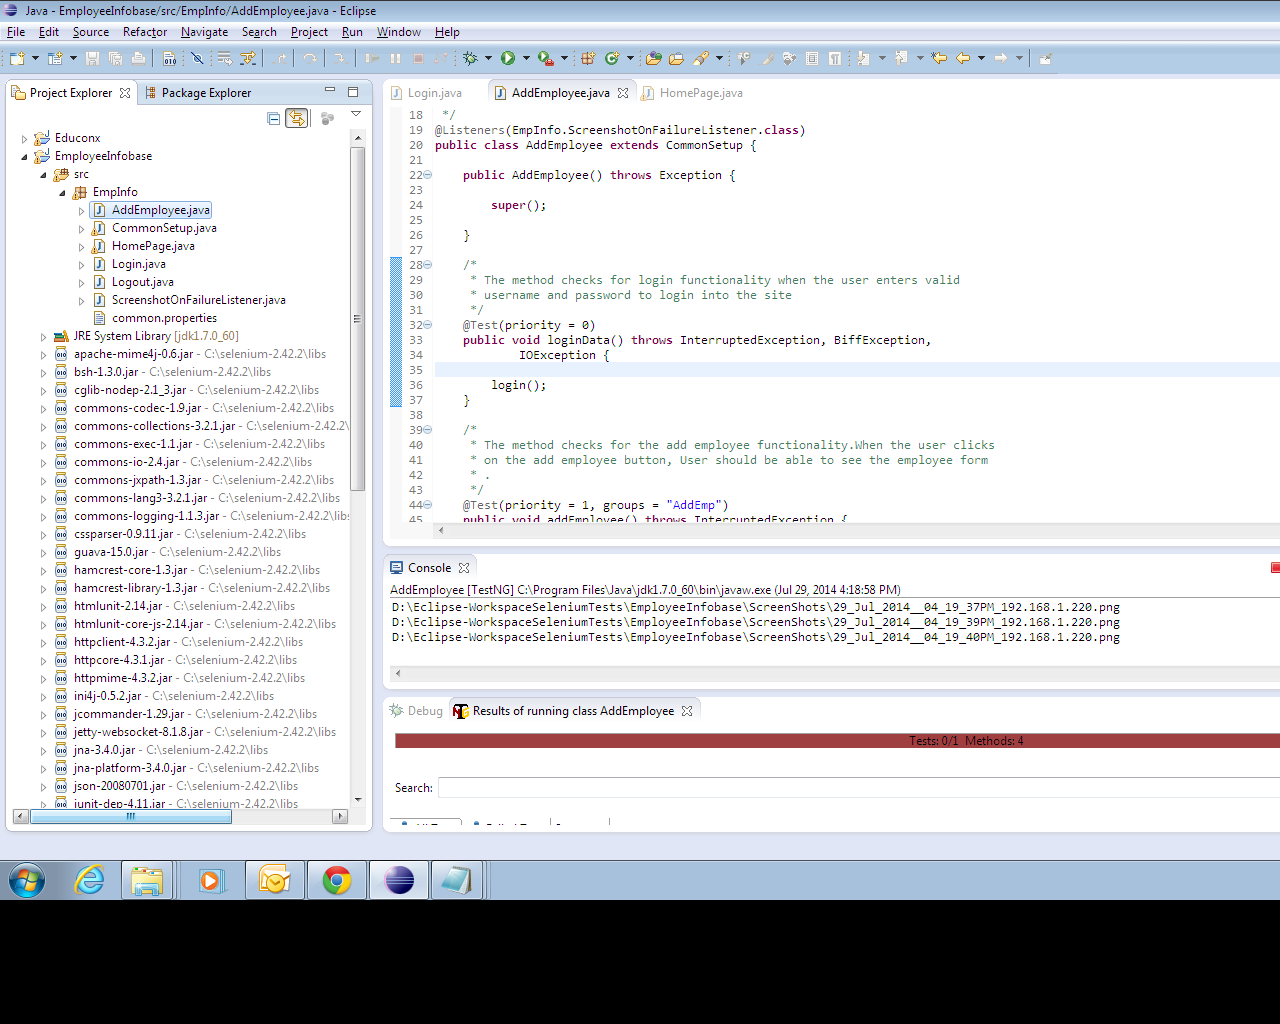 Java - EmployeeInfobase/src/EmpInfo/AddEmployee.java - Eclipse
File Edit Source Refactor Navigate Search Project Run Window Help
Project Explorer Package Explorer
Educonx
EmployeeInfobase
src
EmpInfo
AddEmployee.java
CommonSetup.java
HomePage.java
Login.java
Logout.java
ScreenshotOnFailureListener.java
common.properties
JRE System Library [jdk1.7.0_60]
apache-mime4j-0.6.jar - C:\selenium-2.42.2\libs
bsh-1.3.0.jar - C:\selenium-2.42.2\libs
cglib-nodep-2.1_3.jar - C:\selenium-2.42.2\libs
commons-codec-1.9.jar - C:\selenium-2.42.2\libs
commons-collections-3.2.1.jar - C:\selenium-2.42.2\
commons-exec-1.1.jar - C:\selenium-2.42.2\libs
commons-io-2.4.jar - C:\selenium-2.42.2\libs
commons-jxpath-1.3.jar - C:\selenium-2.42.2\libs
commons-lang3-3.2.1.jar - C:\selenium-2.42.2\libs
commons-logging-1.1.3.jar - C:\selenium-2.42.2\libs
cssparser-0.9.11.jar - C:\selenium-2.42.2\libs
guava-15.0.jar - C:\selenium-2.42.2\libs
hamcrest-core-1.3.jar - C:\selenium-2.42.2\libs
hamcrest-library-1.3.jar - C:\selenium-2.42.2\libs
htmlunit-2.14.jar - C:\selenium-2.42.2\libs
htmlunit-core-js-2.14.jar - C:\selenium-2.42.2\libs
httpclient-4.3.2.jar - C:\selenium-2.42.2\libs
httpcore-4.3.1.jar - C:\selenium-2.42.2\libs
httpmime-4.3.2.jar - C:\selenium-2.42.2\libs
ini4j-0.5.2.jar - C:\selenium-2.42.2\libs
jcommander-1.29.jar - C:\selenium-2.42.2\libs
jetty-websocket-8.1.8.jar - C:\selenium-2.42.2\libs
jna-3.4.0.jar - C:\selenium-2.42.2\libs
jna-platform-3.4.0.jar - C:\selenium-2.42.2\libs
json-20080701.jar - C:\selenium-2.42.2\libs
junit-dep-4.11.jar - C:\selenium-2.42.2\libs
Login.java AddEmployee.java HomePage.java
18 */
19 @Listeners(EmpInfo.ScreenshotOnFailureListener.class)
20 public class AddEmployee extends CommonSetup {
21
22 public AddEmployee() throws Exception {
23
24 super();
25
26 }
27
28 /*
29 * The method checks for login functionality when the user enters valid
30 * username and password to login into the site
31 */
32 @Test(priority = 0)
33 public void loginData() throws InterruptedException, BiffException,
34 IOException {
35
36 login();
37 }
38
39 /*
40 * The method checks for the add employee functionality.When the user clicks
41 * on the add employee button, User should be able to see the employee form
42 * .
43 */
44 @Test(priority = 1, groups = "AddEmp")
45 public void addEmployee() throws InterruptedException {
Console
AddEmployee [TestNG] C:\Program Files\Java\jdk1.7.0_60\bin\javaw.exe (Jul 29, 2014 4:18:58 PM)
D:\Eclipse-WorkspaceSeleniumTests\EmployeeInfobase\ScreenShots\29_Jul_2014__04_19_37PM_192.168.1.220.png
D:\Eclipse-WorkspaceSeleniumTests\EmployeeInfobase\ScreenShots\29_Jul_2014__04_19_39PM_192.168.1.220.png
D:\Eclipse-WorkspaceSeleniumTests\EmployeeInfobase\ScreenShots\29_Jul_2014__04_19_40PM_192.168.1.220.png
Debug Results of running class AddEmployee
Tests: 0/1 Methods: 4
Search: